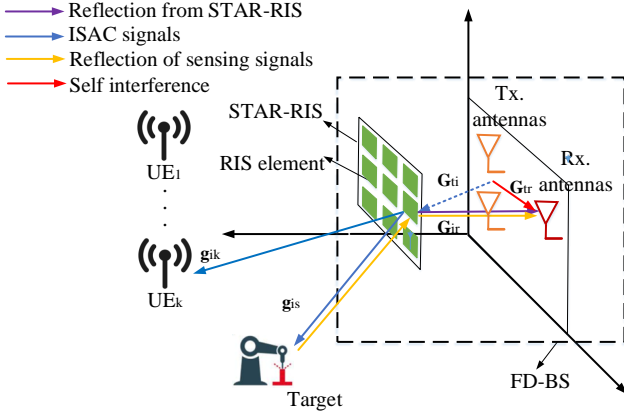 Reflection from STAR-RIS
ISAC signals
Reflection of sensing signals
Self interference
Tx.
antennas
STAR-RIS
RIS element
Rx.
antennas
UE1
Gti
Gtr
Gir
gik
UEk
gis
Target
FD-BS